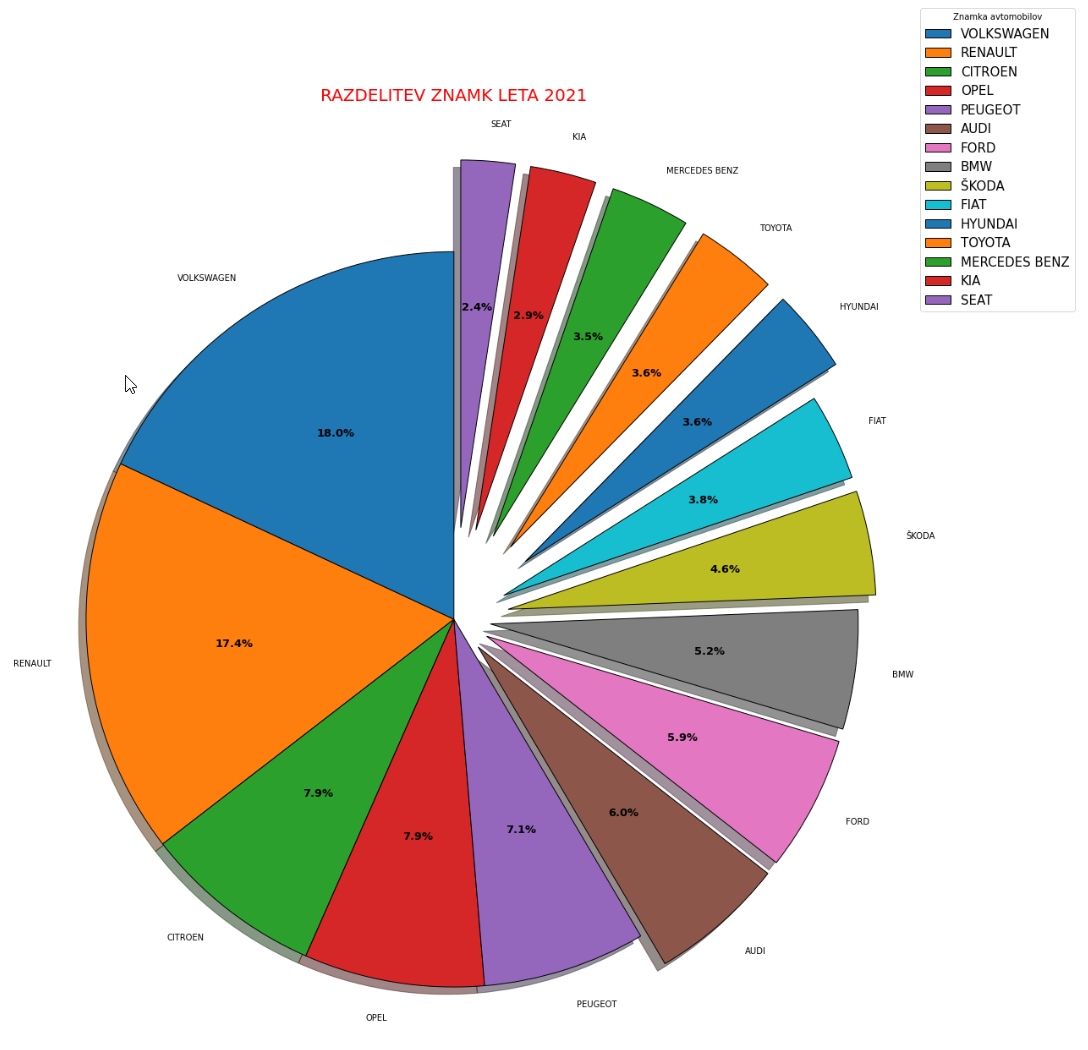 Znamka avtomobilov
VOLKSWAGEN
RENAULT
CITROEN
OPEL
PEUGEOT
AUDI
FORD
BMW
ŠKODA
FIAT
HYUNDAI
TOYOTA
MERCEDES BENZ
KIA
SEAT
RAZDELITEV ZNAMK LETA 2021
SEAT
KIA
MERCEDES BENZ
TOYOTA
VOLKSWAGEN
HYUNDAI
2.4%
2.9%
3.5%
3.6%
FIAT
3.6%
18.0%
3.8%
ŠKODA
4.6%
17.4%
5.2%
RENAULT
BMW
5.9%
7.9%
6.0%
FORD
7.1%
7.9%
CITROEN
AUDI
PEUGEOT
OPEL